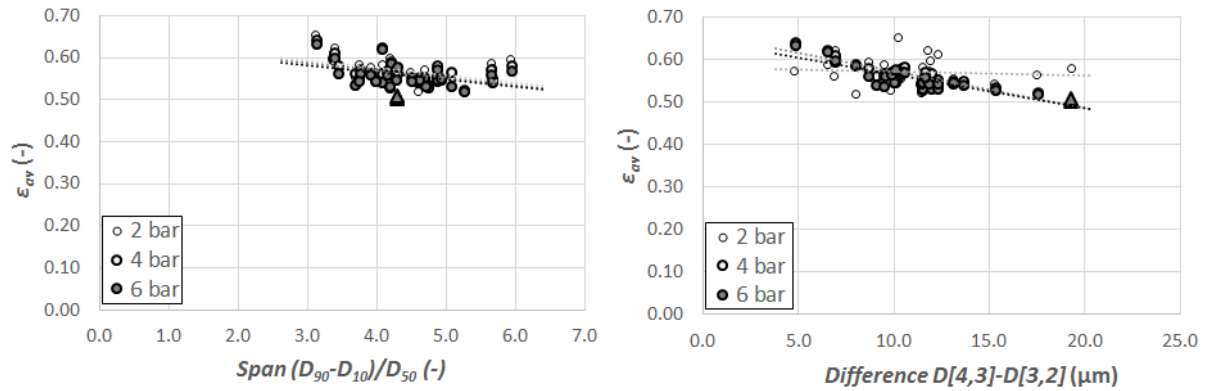 0.70
0.60
0.50
0.40
0.30
0.20
0.10
0.00
ε_av (-)
2 bar
4 bar
6 bar
0.0 1.0 2.0 3.0 4.0 5.0 6.0 7.0
Span (D₉₀-D₁₀)/D₅₀ (-)
0.70
0.60
0.50
0.40
0.30
0.20
0.10
0.00
ε_av (-)
2 bar
4 bar
6 bar
0.0 5.0 10.0 15.0 20.0 25.0
Difference D[4,3]-D[3,2] (μm)